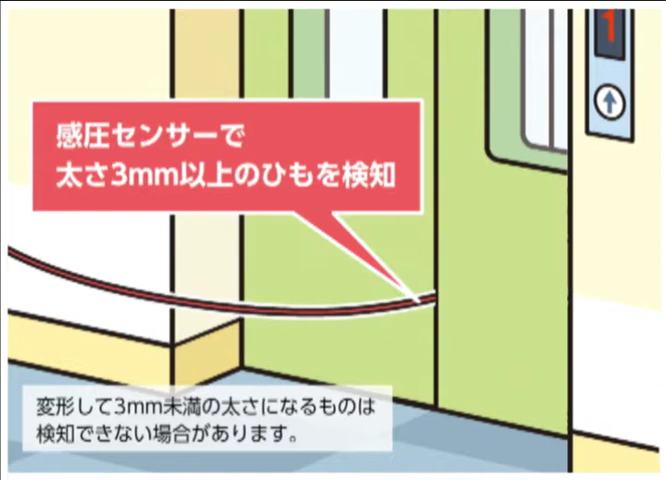 1
感圧センサーで
太さ3mm以上のひもを検知
変形して3mm未満の太さになるものは
検知できない場合があります。